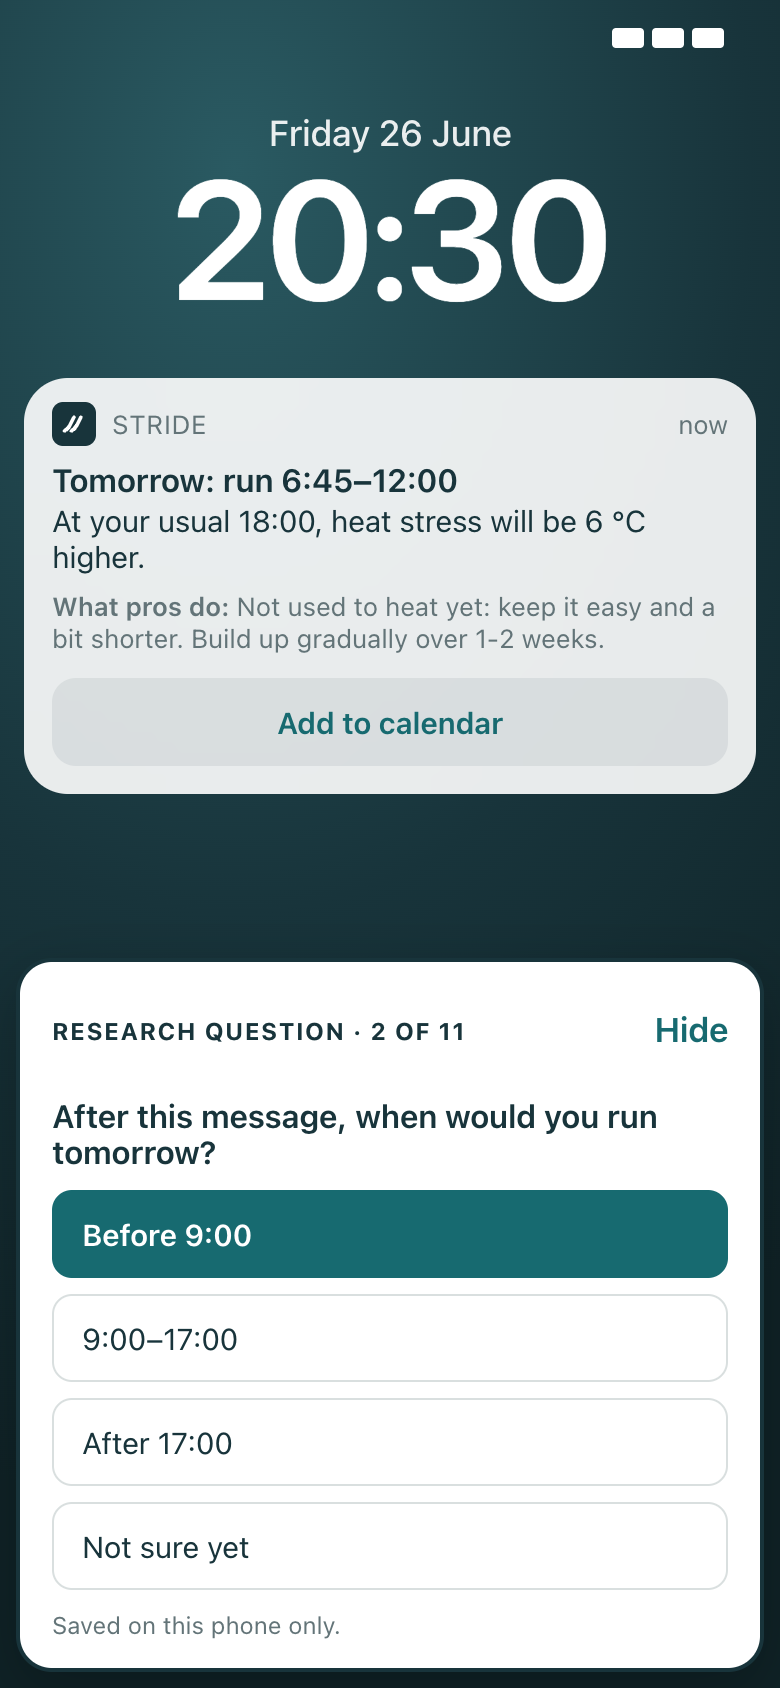 Friday 26 June
20:30
STRIDE
now
Tomorrow: run 6:45–12:00
At your usual 18:00, heat stress will be 6 °C
higher.
What pros do: Not used to heat yet: keep it easy and a
bit shorter. Build up gradually over 1-2 weeks.
Add to calendar
RESEARCH QUESTION · 2 OF 11
Hide
After this message, when would you run
tomorrow?
Before 9:00
9:00–17:00
After 17:00
Not sure yet
Saved on this phone only.